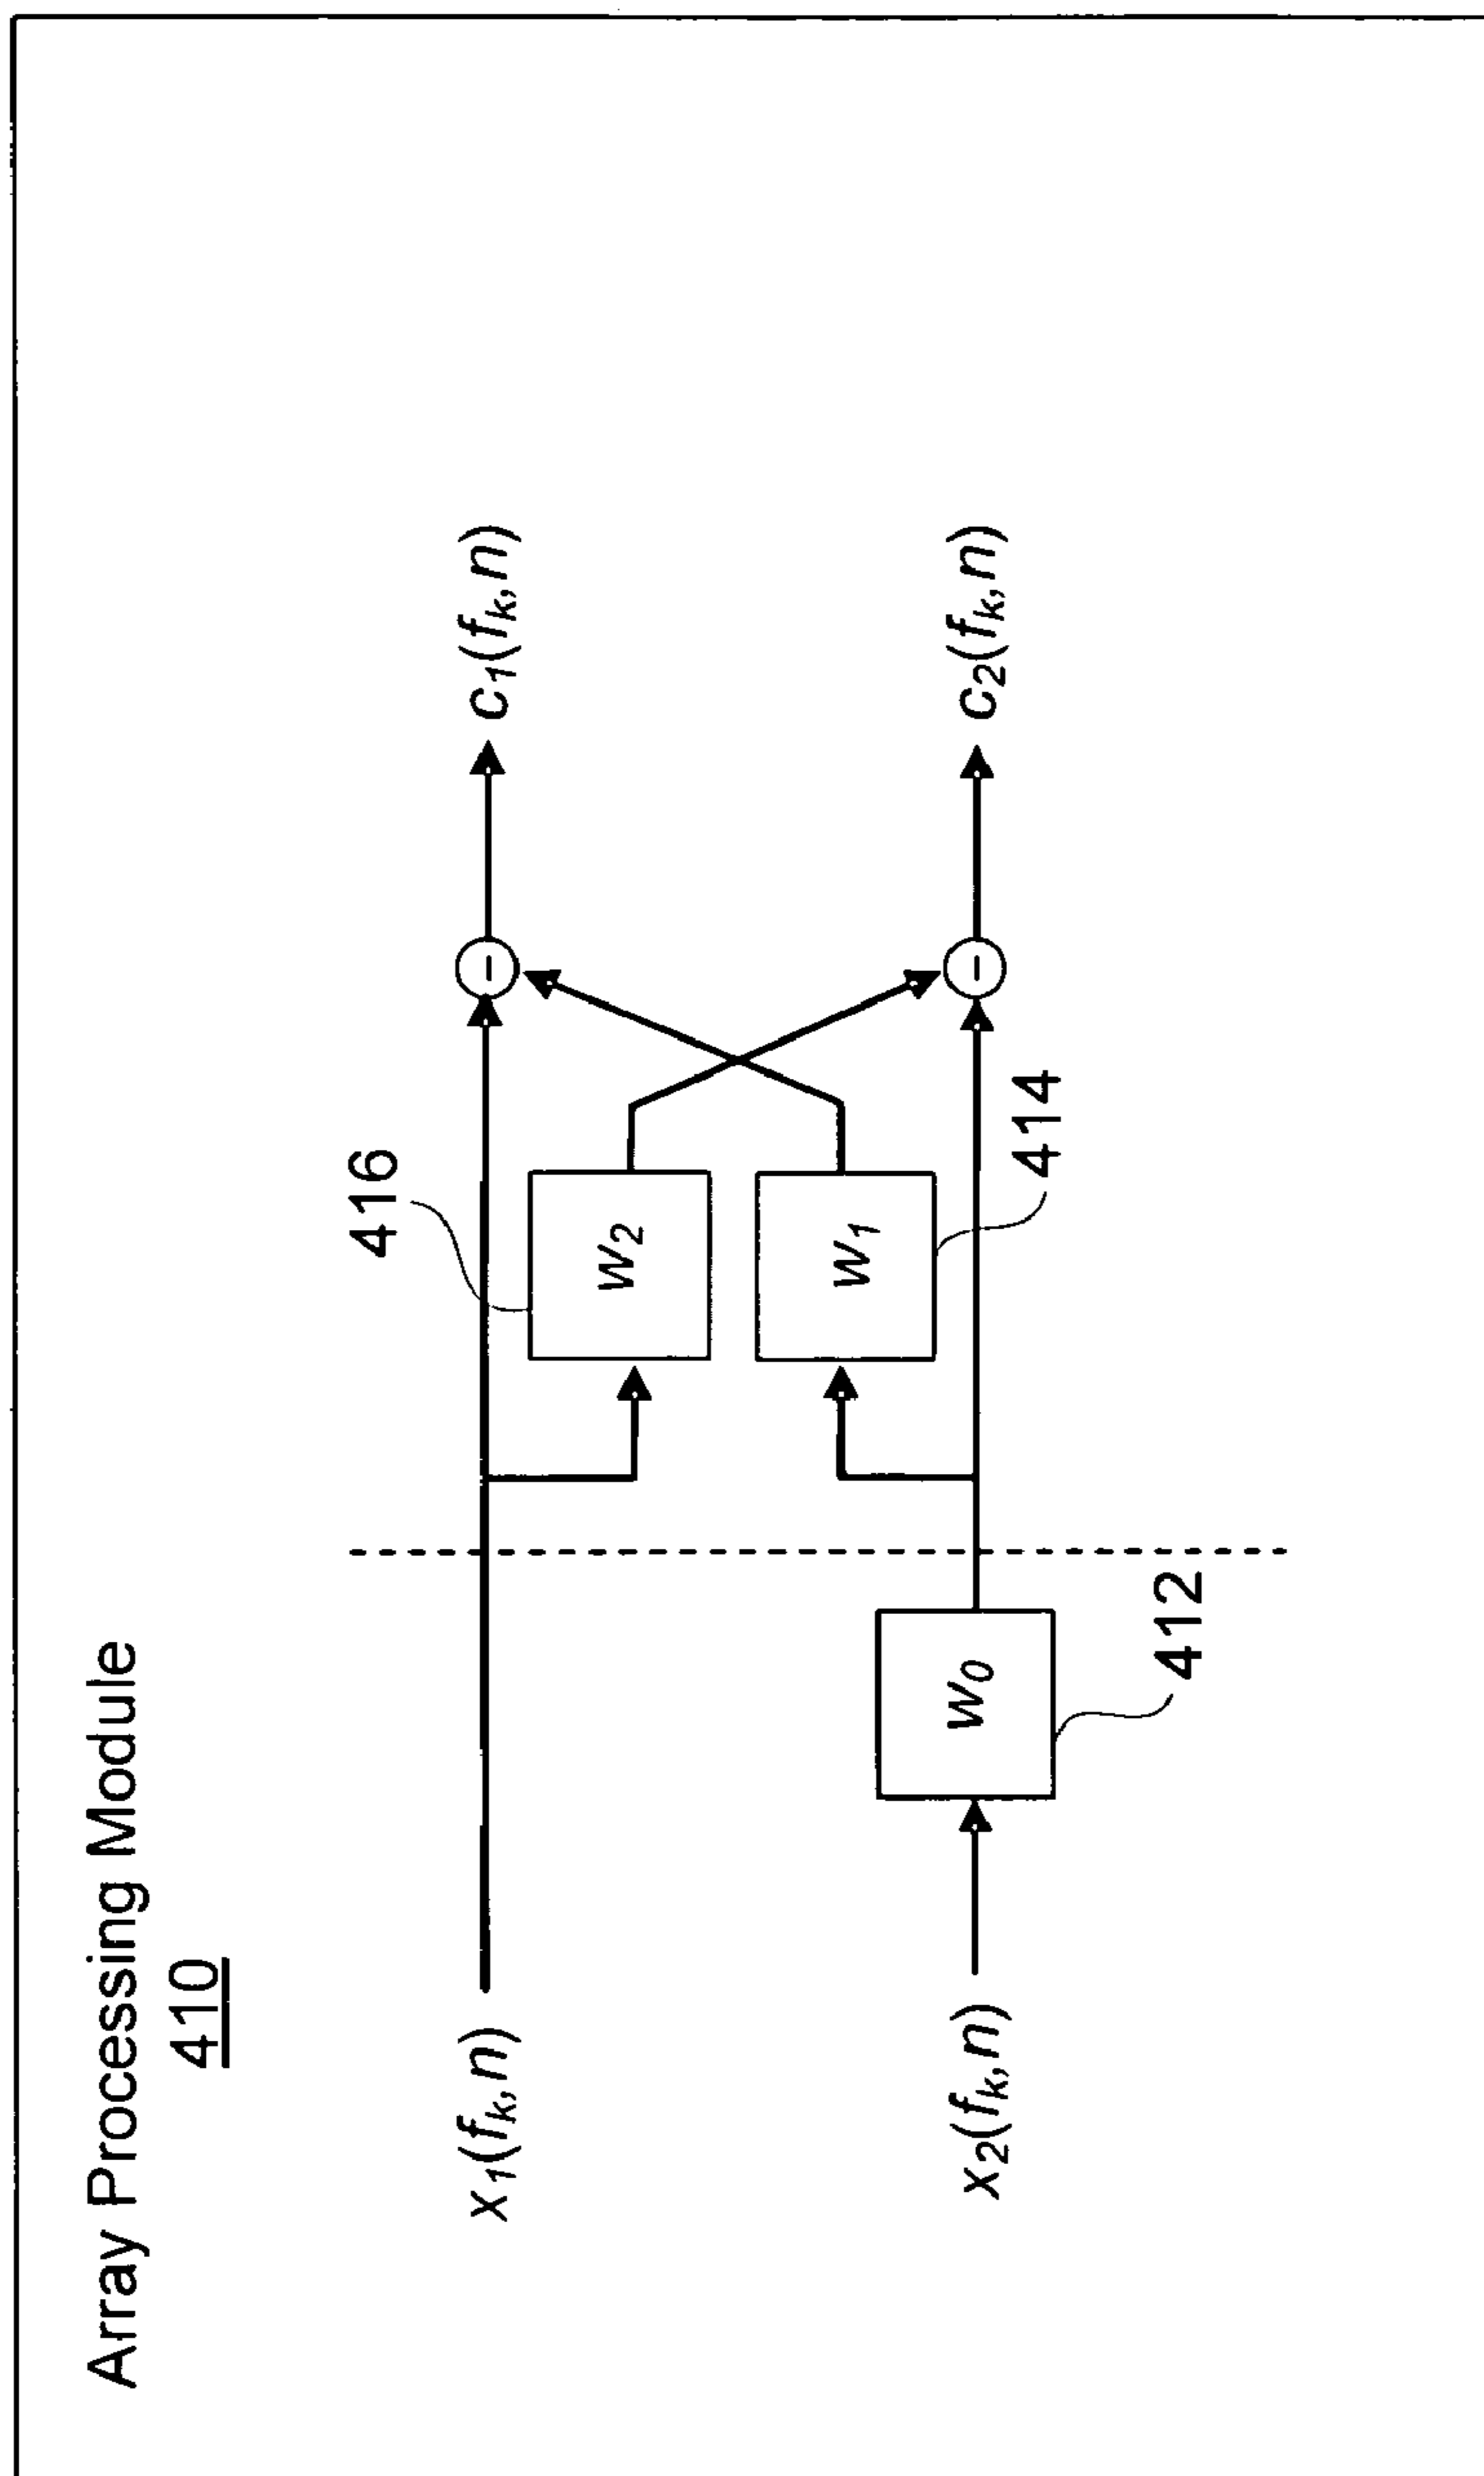 Array Processing Module
410
x₁(fₖ,n)
416
c₁(fₖ,n)
w₂
w₁
x₂(fₖ,n)
w₀
c₂(fₖ,n)
414
412